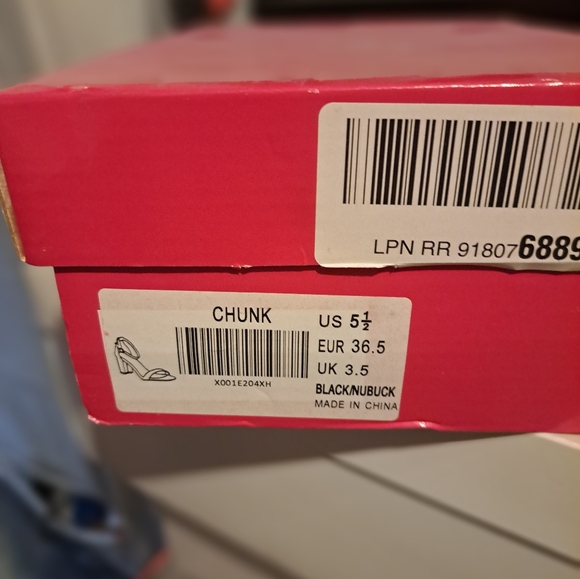 LPN RR 918076889
CHUNK
X001E204XH
US 5½
EUR 36.5
UK 3.5
BLACK/NUBUCK
MADE IN CHINA